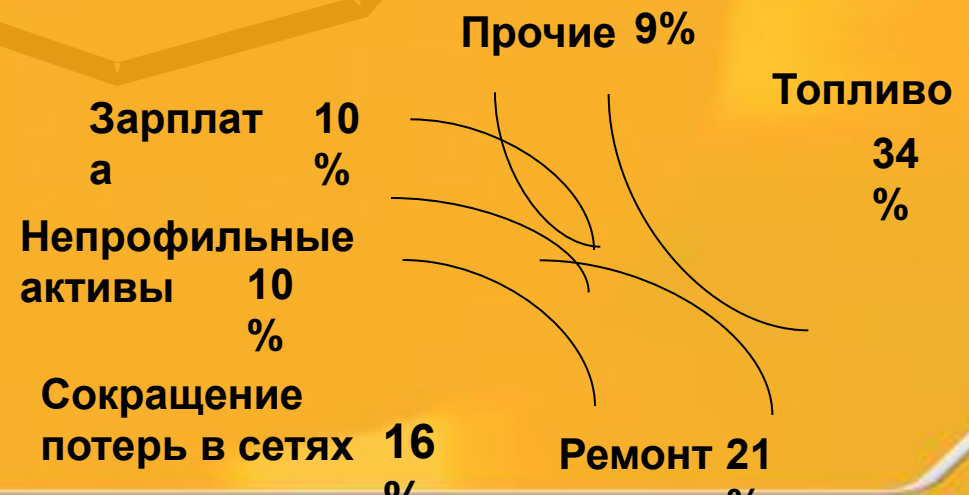 Прочие 9%
Топливо
34
%
Зарплат
а
10
%
Непрофильные
активы
10
%
Сокращение
потерь в сетях
16
%
Ремонт 21
%